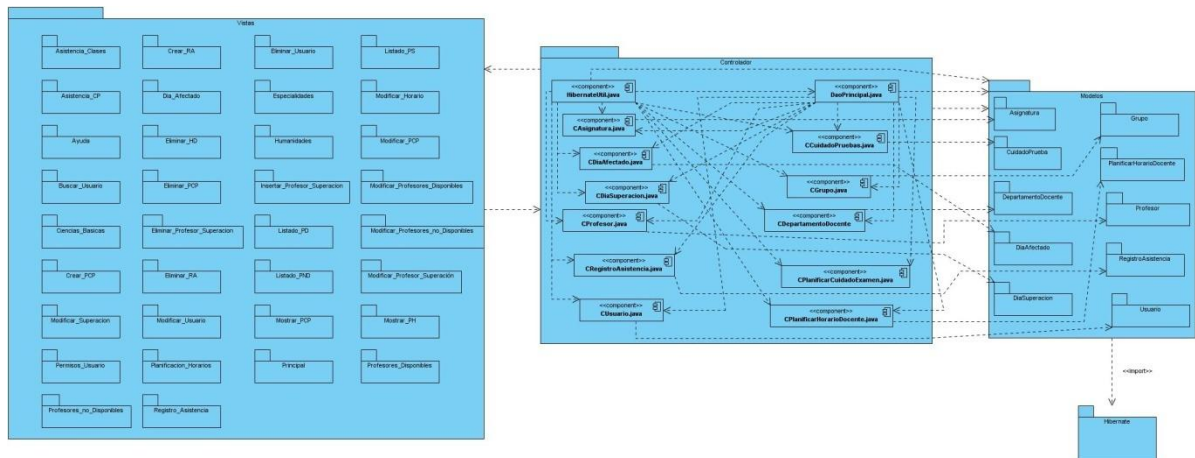 Vistas
Asistencia_Clases
Crear_RA
Eliminar_Usuario
Listado_PS
Asistencia_CP
Dia_Afectado
Especialidades
Modificar_Horario
Ayuda
Eliminar_HD
Humanidades
Modificar_PCP
Buscar_Usuario
Eliminar_PCP
Insertar_Profesor_Superacion
Modificar_Profesores_Disponibles
Ciencias_Basicas
Eliminar_Profesor_Superacion
Listado_PD
Modificar_Profesores_no_Disponibles
Crear_PCP
Eliminar_RA
Listado_PND
Modificar_Profesor_Superación
Modificar_Superacion
Modificar_Usuario
Mostrar_PCP
Mostrar_PH
Permisos_Usuario
Planificacion_Horarios
Principal
Profesores_Disponibles
Profesores_no_Disponibles
Registro_Asistencia
Controlador
<<component>>
HibernateUtil.java
<<component>>
DaoPrincipal.java
<<component>>
CAsignatura.java
<<component>>
CCuidadoPruebas.java
<<component>>
CDiaAfectado.java
<<component>>
CGrupo.java
<<component>>
CDiaSuperacion.java
<<component>>
CProfesor.java
<<component>>
CDepartamentoDocente
<<component>>
CRegistroAsistencia.java
<<component>>
CPlanificarCuidadoExamen.java
<<component>>
CUsuario.java
<<component>>
CPlanificarHorarioDocente.java
Modelos
Asignatura
Grupo
CuidadoPrueba
PlanificarHorarioDocente
DepartamentoDocente
Profesor
DiaAfectado
RegistroAsistencia
DiaSuperacion
Usuario
<<import>>
Hibernate